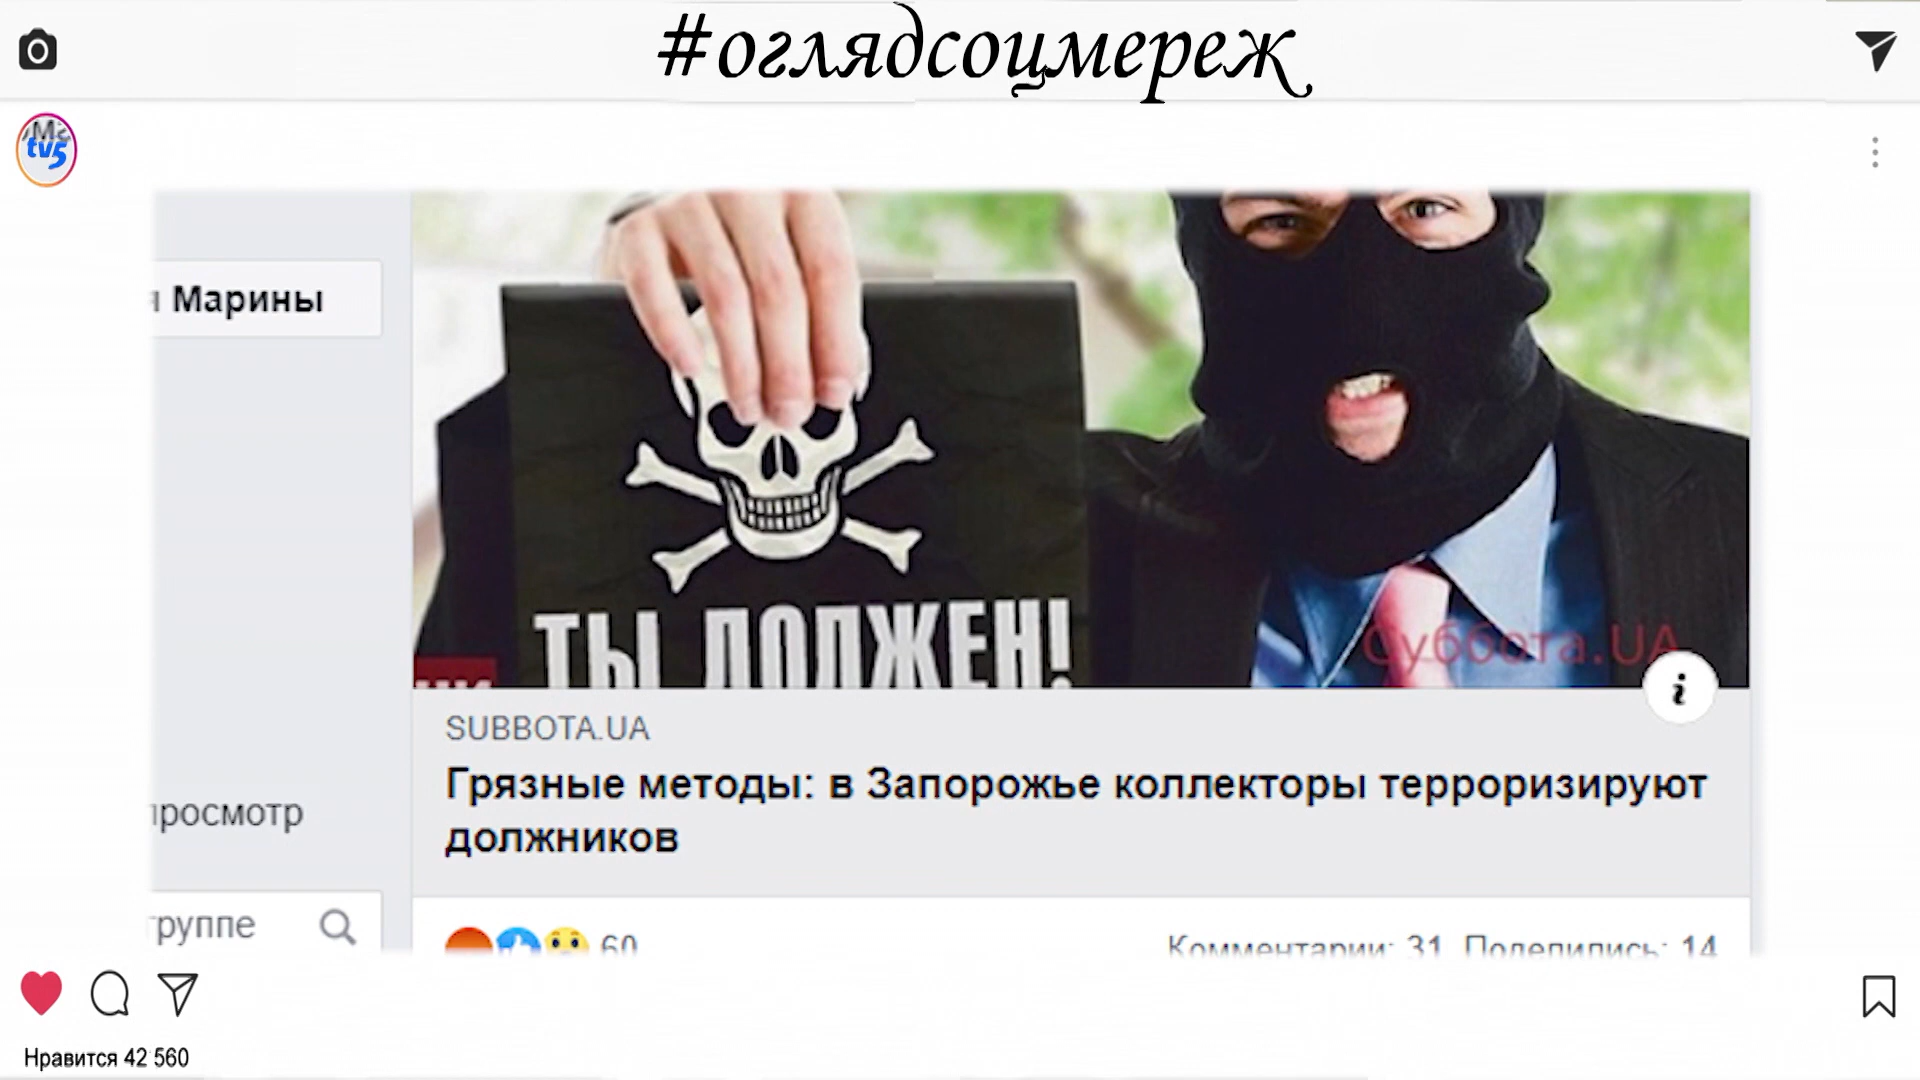 #оглядсоцмереж
tv5
я Марины
ТЫ ДОЛЖЕН!
Суббота.UA
SUBBOTA.UA
Грязные методы: в Запорожье коллекторы терроризируют
должников
просмотр
группе
60
Комментарии: 31 Поделились: 14
Нравится 42 560